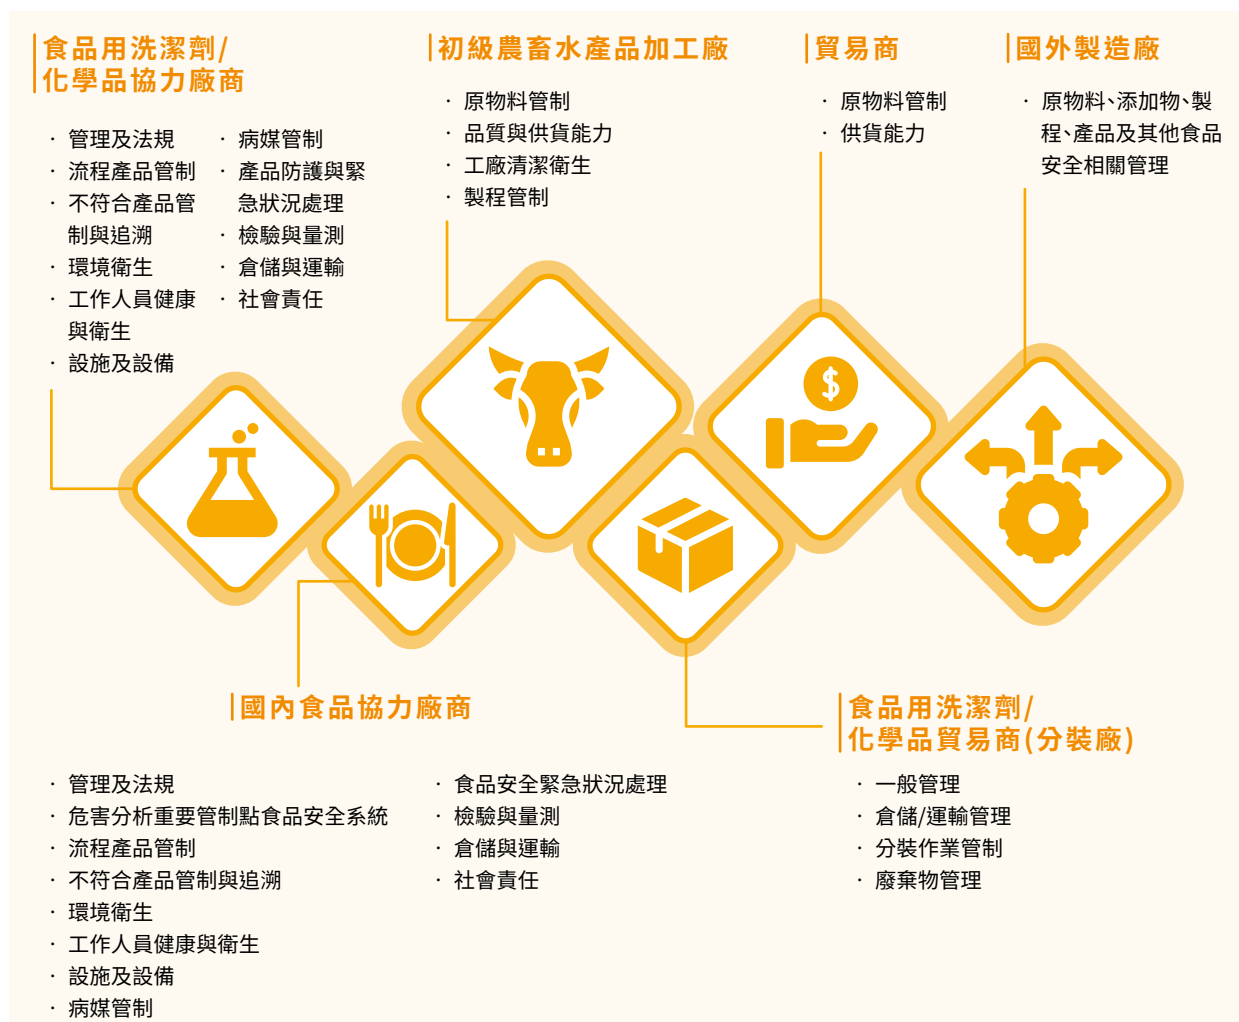 食品用洗潔劑/
化學品協力廠商
· 管理及法規
· 流程產品管制
· 不符合產品管
制與追溯
· 環境衛生
· 工作人員健康
與衛生
· 設施及設備
· 病媒管制
· 產品防護與緊
急狀況處理
· 檢驗與量測
· 倉儲與運輸
· 社會責任
初級農畜水產品加工廠
· 原物料管制
· 品質與供貨能力
· 工廠清潔衛生
· 製程管制
貿易商
· 原物料管制
· 供貨能力
國外製造廠
· 原物料、添加物、製
程、產品及其他食品
安全相關管理
$
國內食品協力廠商
· 管理及法規
· 危害分析重要管制點食品安全系統
· 流程產品管制
· 不符合產品管制與追溯
· 環境衛生
· 工作人員健康與衛生
· 設施及設備
· 病媒管制
· 食品安全緊急狀況處理
· 檢驗與量測
· 倉儲與運輸
· 社會責任
食品用洗潔劑/
化學品貿易商(分裝廠)
· 一般管理
· 倉儲/運輸管理
· 分裝作業管制
· 廢棄物管理